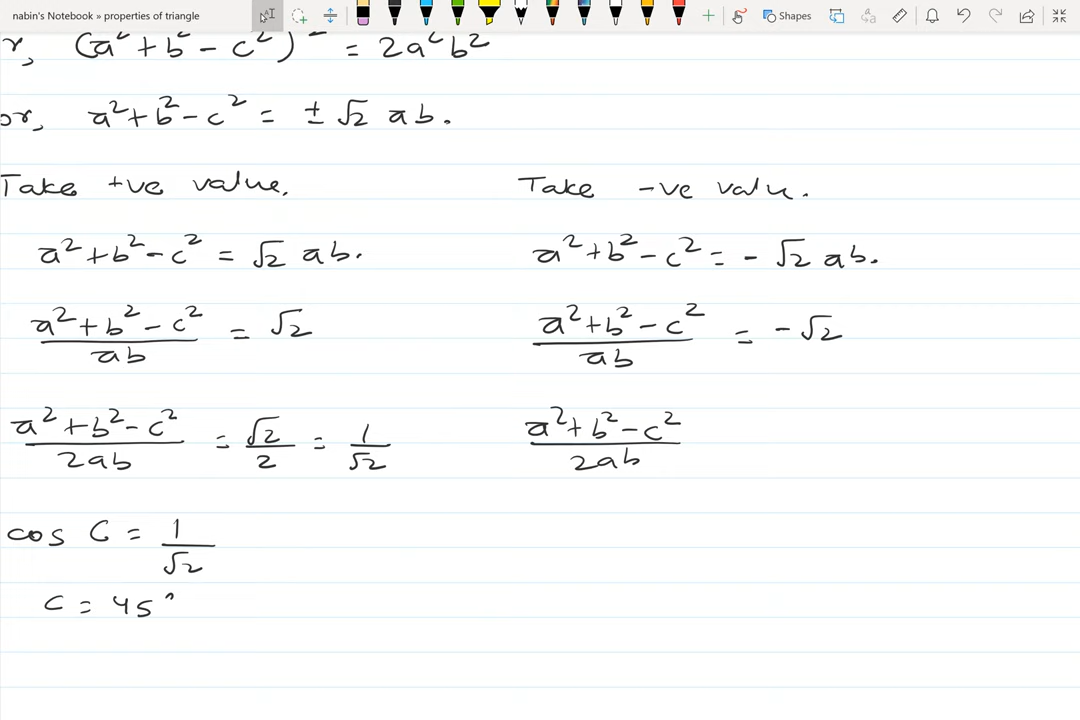 nabin's Notebook » properties of triangle
Shapes
r, (a² + b² - c²)² = 2a²b²
or, a² + b² - c² = ± √2 ab.
Take +ve value.
a² + b² - c² = √2 ab.
(a² + b² - c²)/ab = √2
(a² + b² - c²)/2ab = √2/2 = 1/√2
cos C = 1/√2
C = 45°
Take -ve value.
a² + b² - c² = - √2 ab.
(a² + b² - c²)/ab = - √2
(a² + b² - c²)/2ab